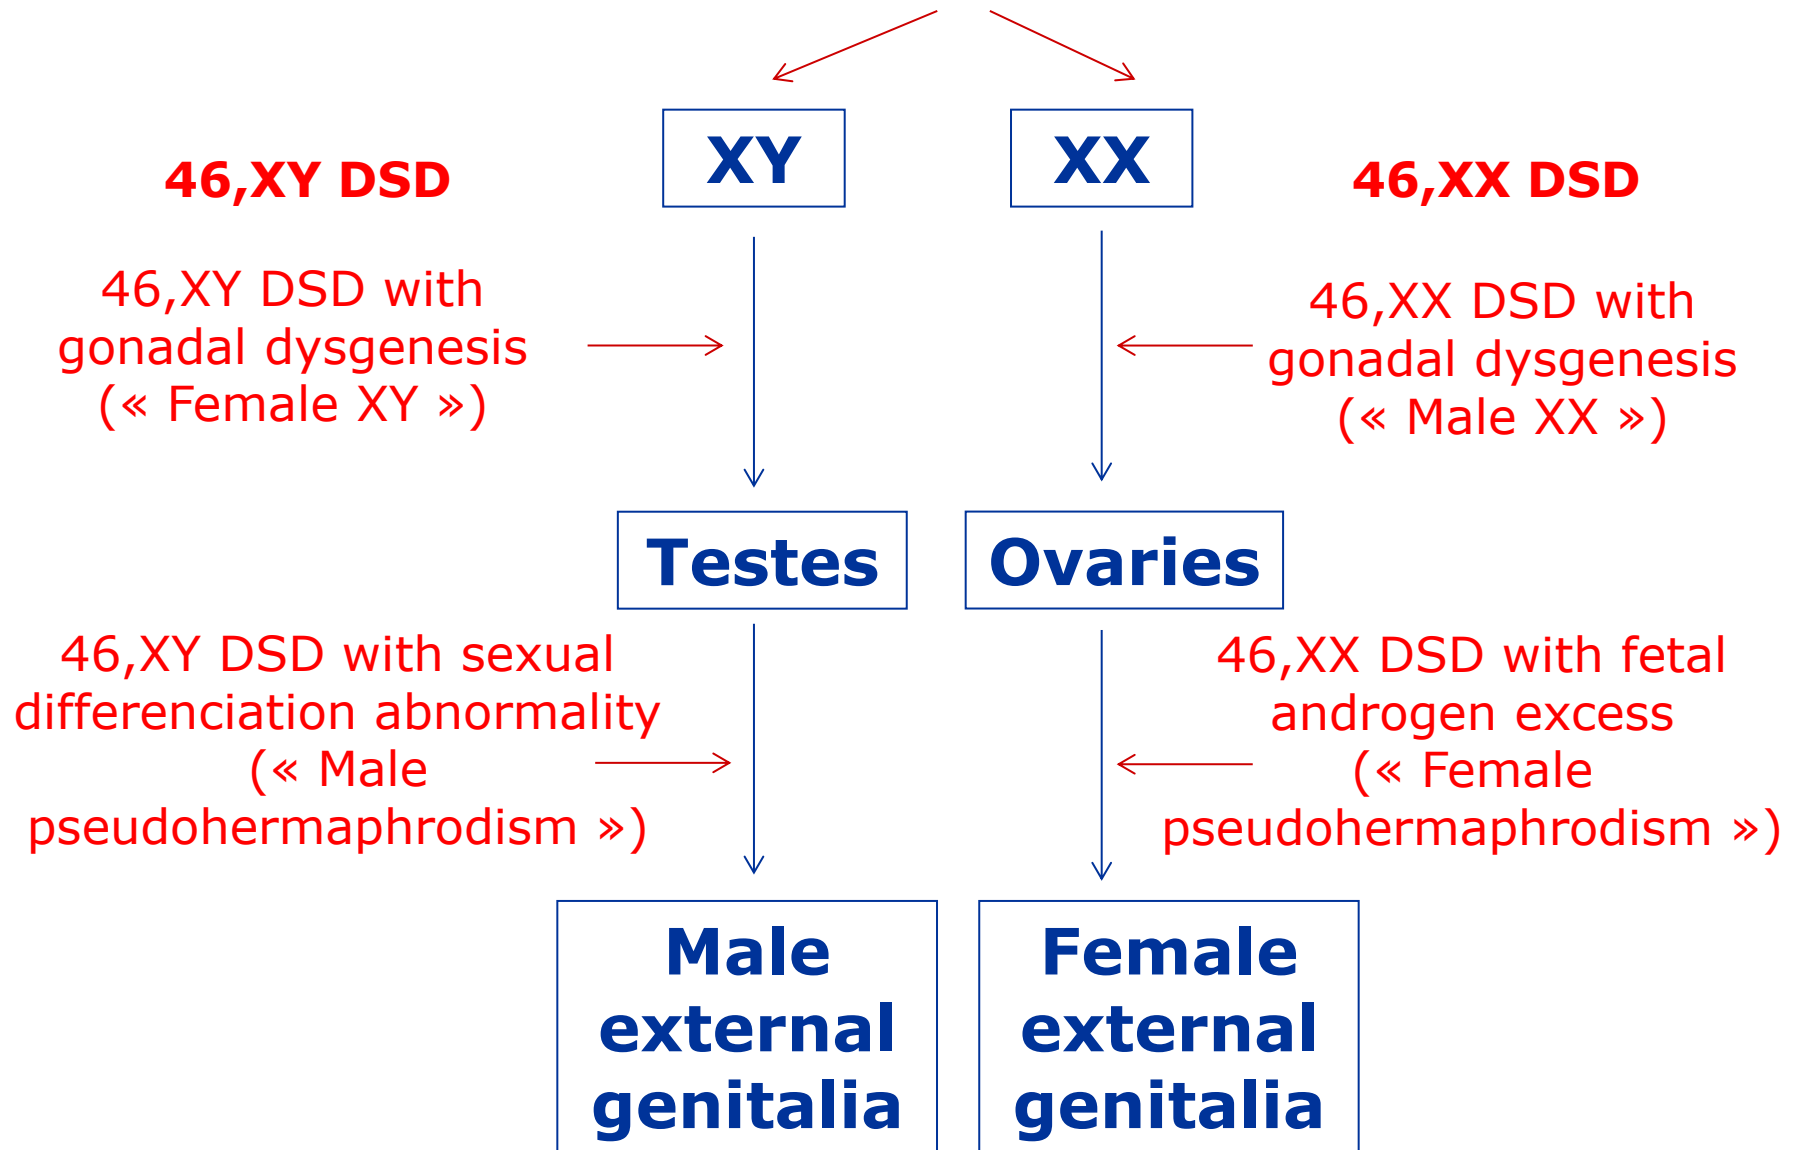 XY
XX
46,XY DSD
46,XX DSD
46,XY DSD with
gonadal dysgenesis
(« Female XY »)
46,XX DSD with
gonadal dysgenesis
(« Male XX »)
Testes
Ovaries
46,XY DSD with sexual
differenciation abnormality
(« Male
pseudohermaphrodism »)
46,XX DSD with fetal
androgen excess
(« Female
pseudohermaphrodism »)
Male
external
genitalia
Female
external
genitalia